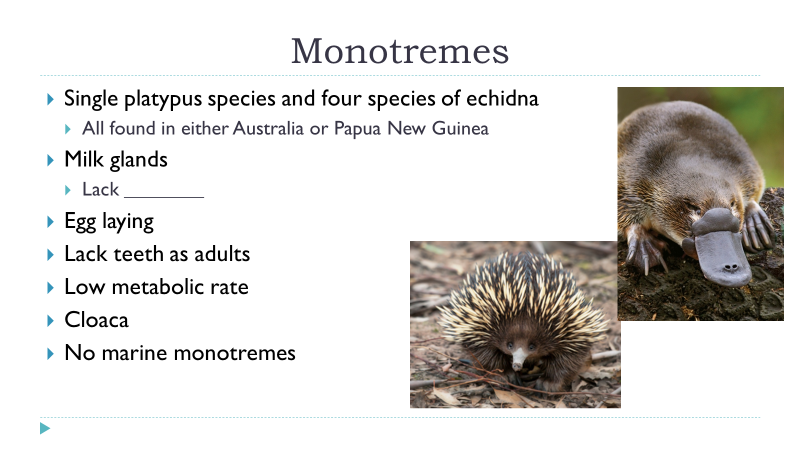 Monotremes
Single platypus species and four species of echidna
All found in either Australia or Papua New Guinea
Milk glands
Lack ________
Egg laying
Lack teeth as adults
Low metabolic rate
Cloaca
No marine monotremes